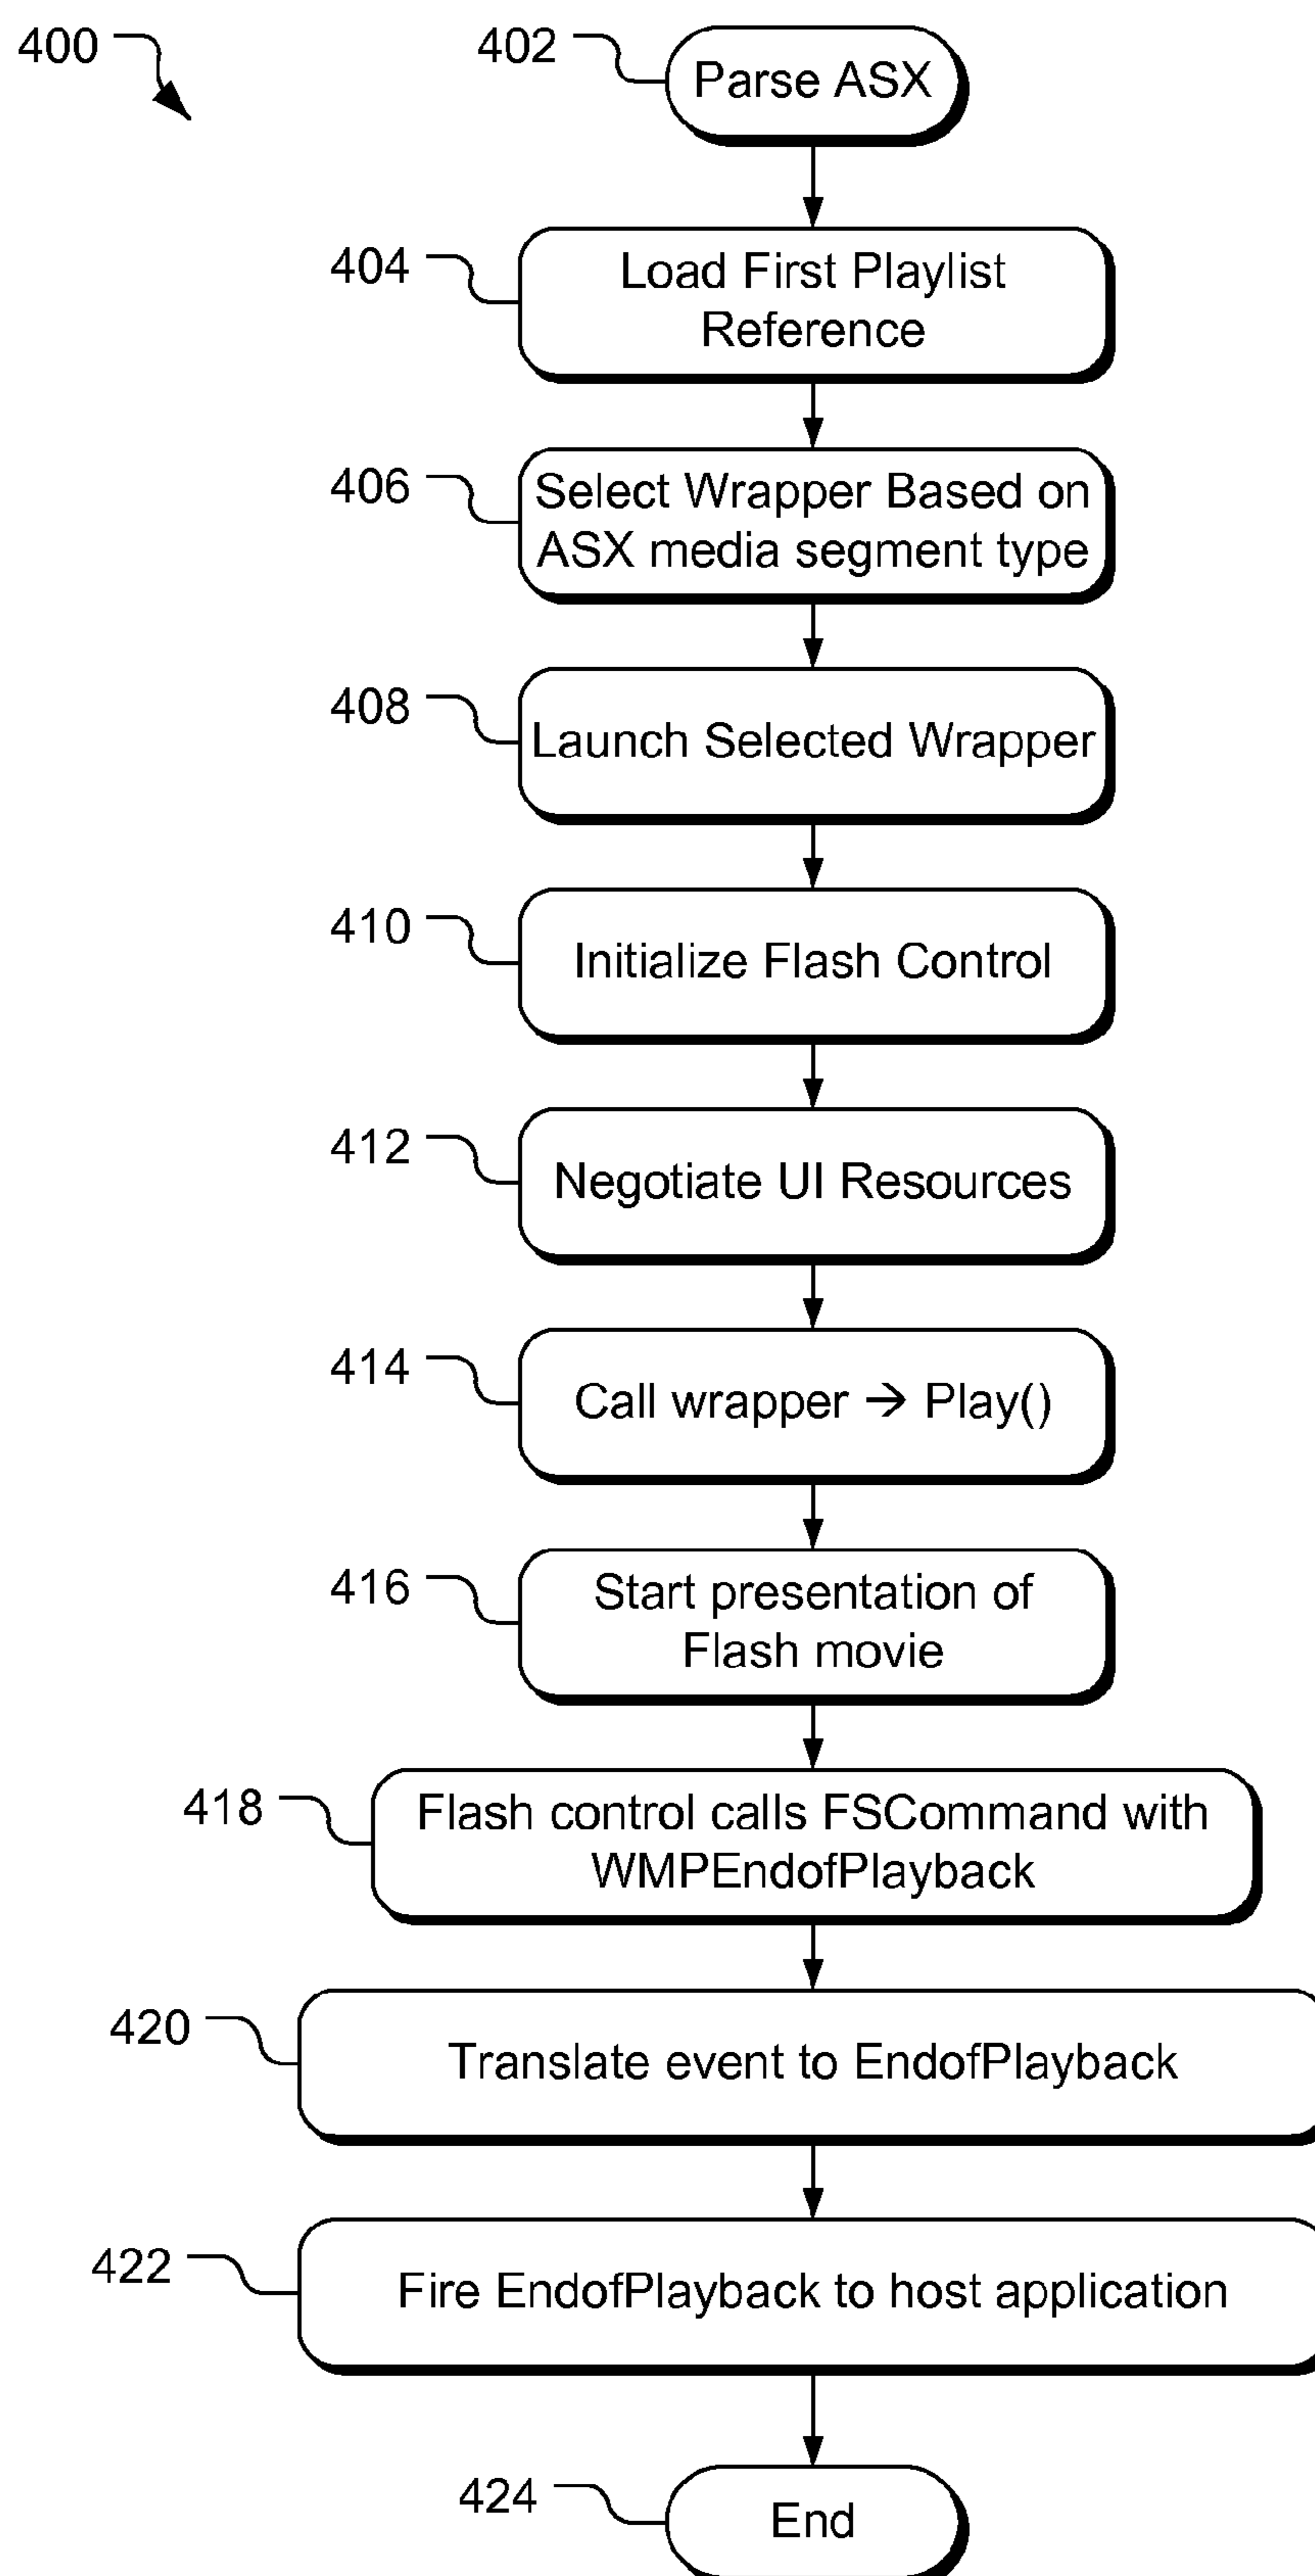 400
402
Parse ASX
404
Load First Playlist
Reference
406
Select Wrapper Based on
ASX media segment type
408
Launch Selected Wrapper
410
Initialize Flash Control
412
Negotiate UI Resources
414
Call wrapper → Play()
416
Start presentation of
Flash movie
418
Flash control calls FSCommand with
WMPEndofPlayback
420
Translate event to EndofPlayback
422
Fire EndofPlayback to host application
424
End